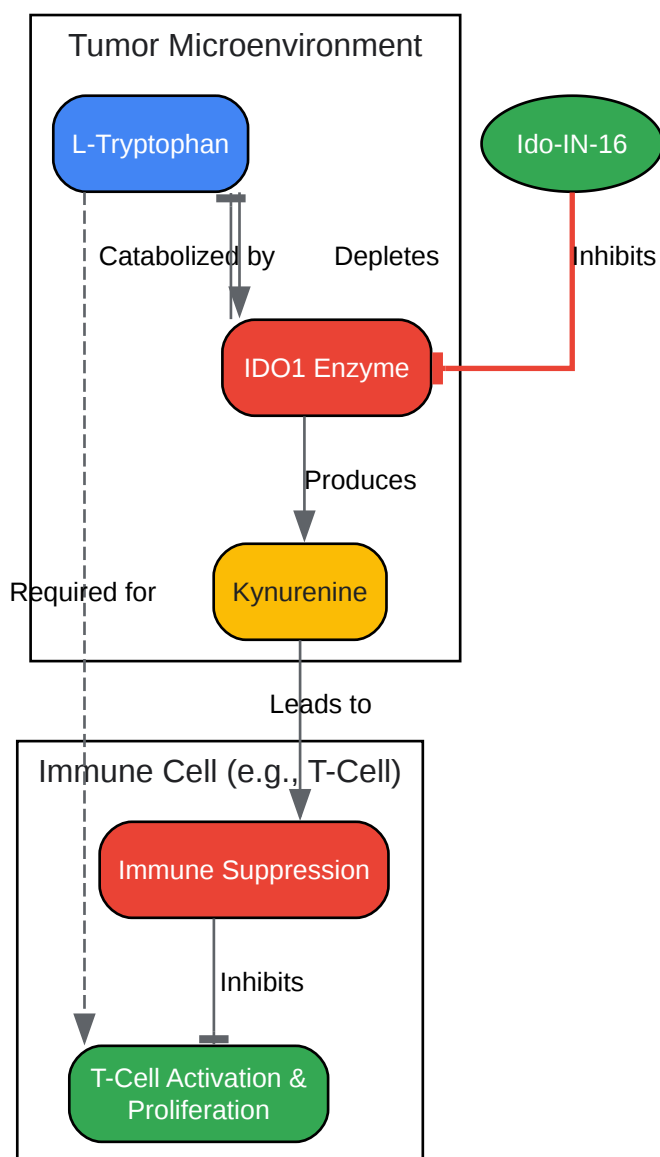 Tumor Microenvironment
L-Tryptophan
Ido-IN-16
Catabolized by
Depletes
Inhibits
IDO1 Enzyme
Produces
Kynurenine
Required for
Leads to
Immune Cell (e.g., T-Cell)
Immune Suppression
Inhibits
T-Cell Activation &
Proliferation